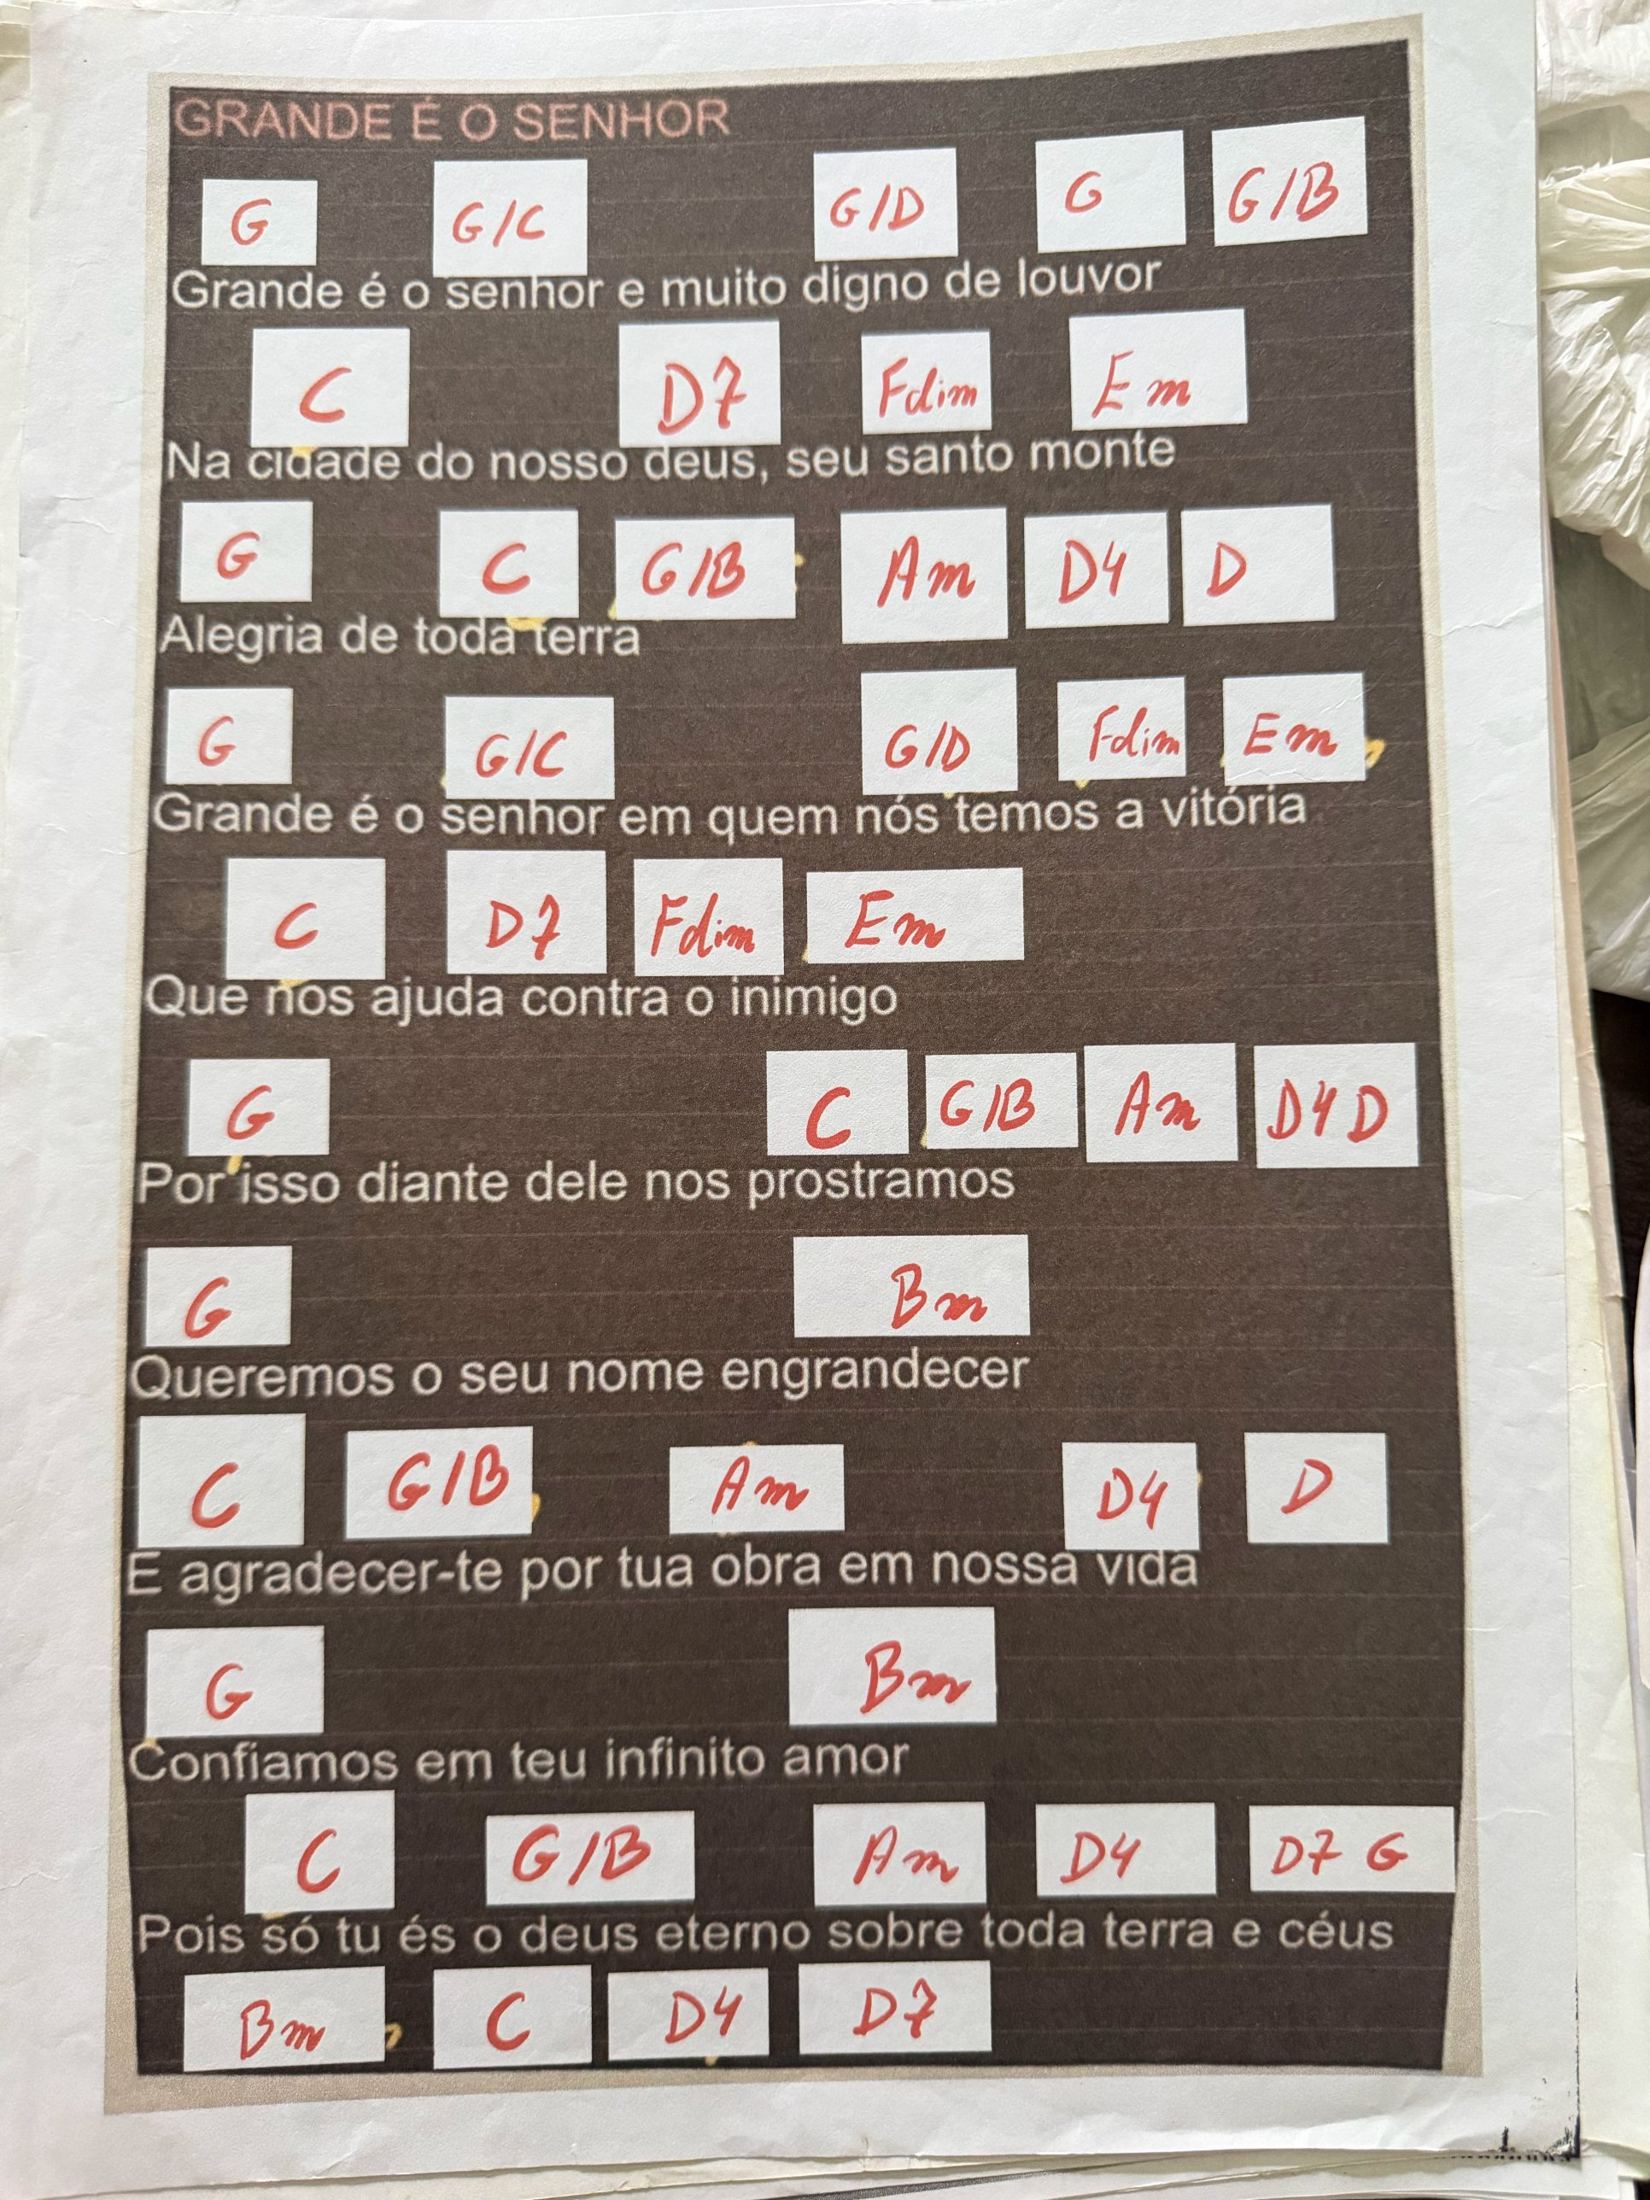 GRANDE É O SENHOR
G G/C G/D G G/B
Grande é o senhor e muito digno de louvor
C D7 Fdim Em
Na cidade do nosso deus, seu santo monte
G C G/B Am D4 D
Alegria de toda terra
G G/C G/D Fdim Em
Grande é o senhor em quem nós temos a vitória
C D7 Fdim Em
Que nos ajuda contra o inimigo
G C G/B Am D4 D
Por isso diante dele nos prostramos
G Bm
Queremos o seu nome engrandecer
C G/B Am D4 D
E agradecer-te por tua obra em nossa vida
G Bm
Confiamos em teu infinito amor
C G/B Am D4 D7 G
Pois só tu és o deus eterno sobre toda terra e céus
Bm C D4 D7